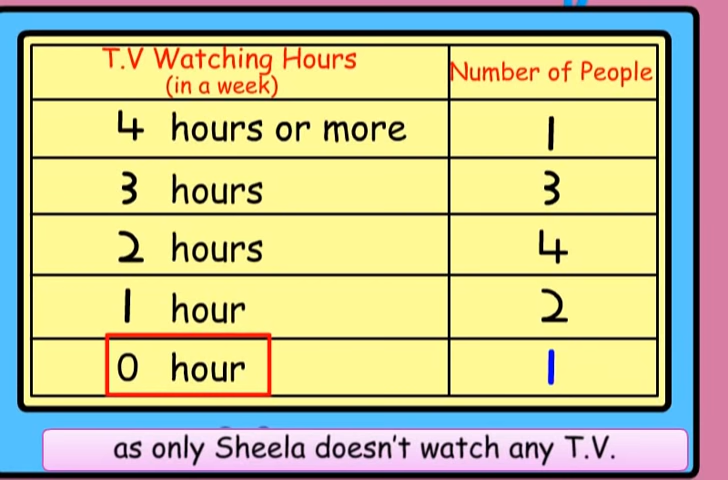 T.V Watching Hours
(in a week)
Number of People
4 hours or more 1
3 hours 3
2 hours 4
1 hour 2
0 hour 1
as only Sheela doesn't watch any T.V.